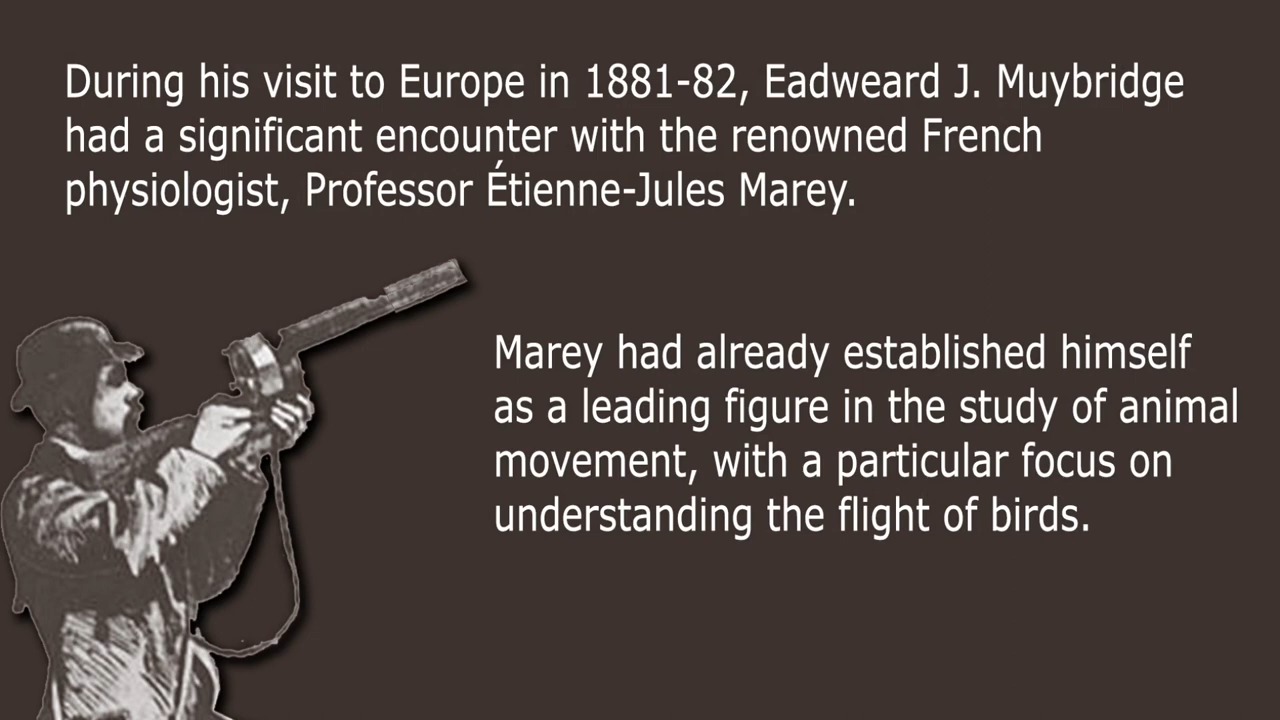 During his visit to Europe in 1881-82, Eadweard J. Muybridge
had a significant encounter with the renowned French
physiologist, Professor Étienne-Jules Marey.
Marey had already established himself
as a leading figure in the study of animal
movement, with a particular focus on
understanding the flight of birds.